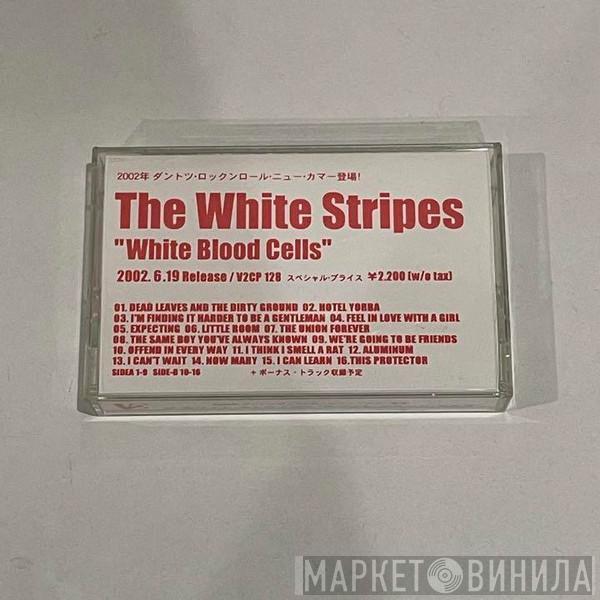 2002年 ダントツ・ロックンロール・ニュー・カマー登場!
The White Stripes
"White Blood Cells"
2002. 6.19 Release / V2CP 128 スペシャル・プライス ¥2.200 (w/o tax)
01. DEAD LEAVES AND THE DIRTY GROUND 02. HOTEL YORBA
03. I'M FINDING IT HARDER TO BE A GENTLEMAN 04. FEEL IN LOVE WITH A GIRL
05. EXPECTING 06. LITTLE ROOM 07. THE UNION FOREVER
08. THE SAME BOY YOU'VE ALWAYS KNOWN 09. WE'RE GOING TO BE FRIENDS
10. OFFEND IN EVERY WAY 11. I THINK I SMELL A RAT 12. ALUMINUM
13. I CAN'T WAIT 14. NOW MARY 15. I CAN LEARN 16.THIS PROTECTOR
SIDEA 1-9 SIDE-B 10-16 +ボーナス・トラック収録予定
МАРКЕТ ВИНИЛА